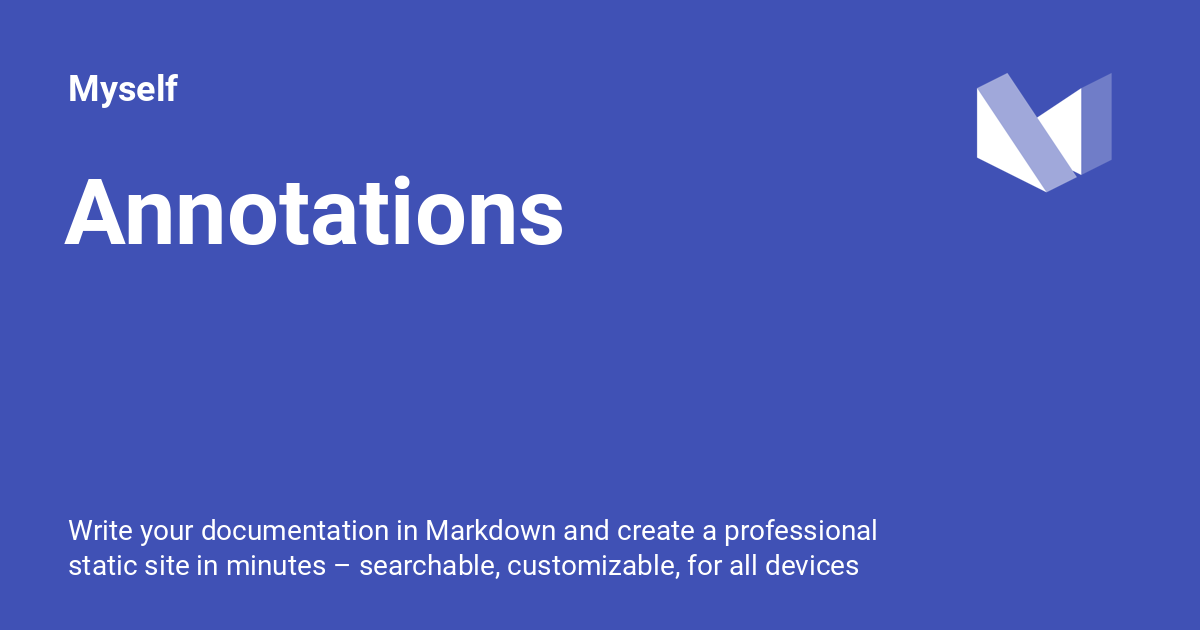 Myself
Annotations
Write your documentation in Markdown and create a professional
static site in minutes – searchable, customizable, for all devices